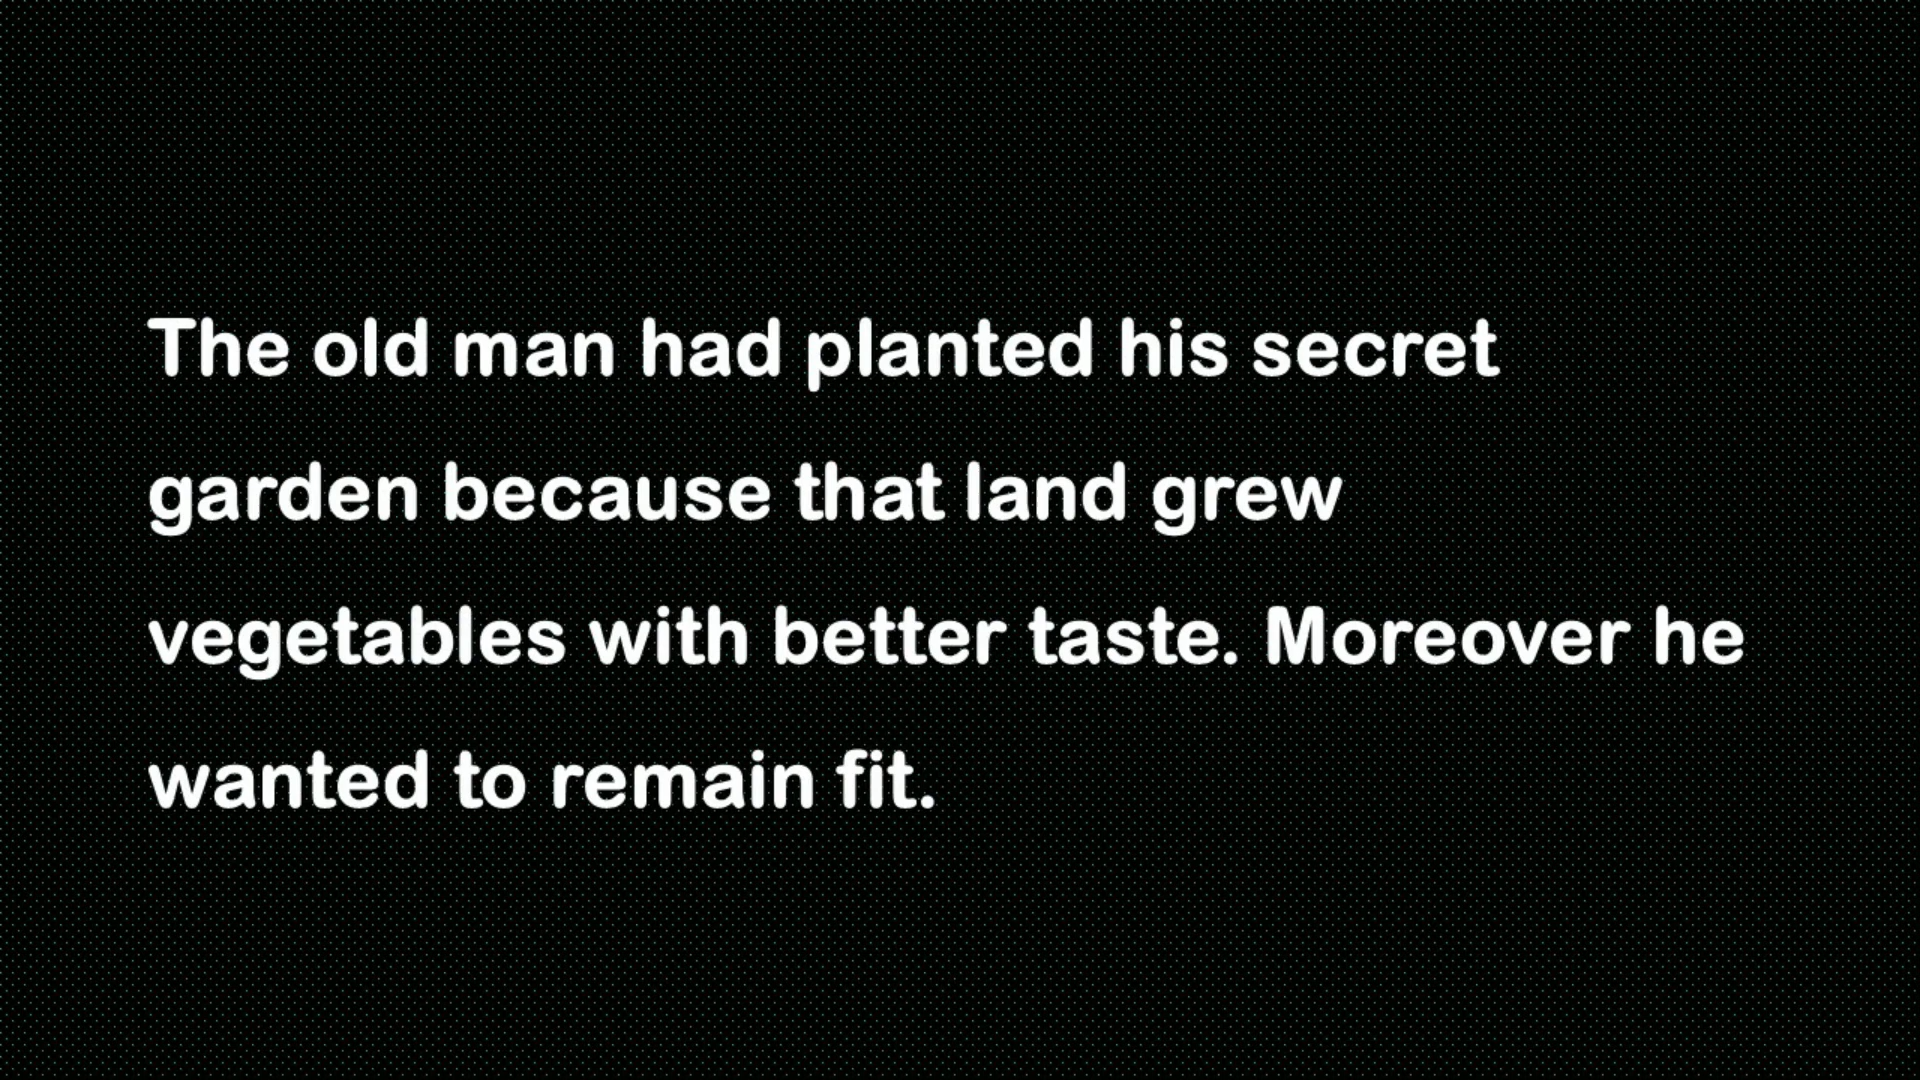 The old man had planted his secret
garden because that land grew
vegetables with better taste. Moreover he
wanted to remain fit.